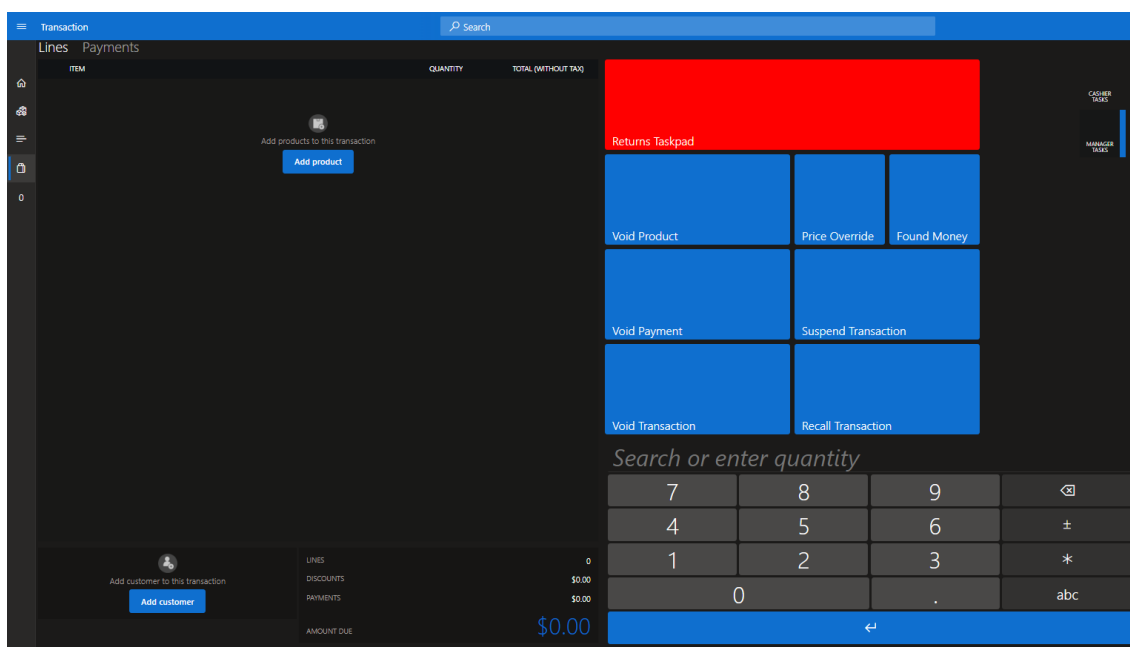 Transaction
Search
Lines Payments
ITEM QUANTITY TOTAL (WITHOUT TAX)
Add products to this transaction
Add product
0
Returns Taskpad
Void Product Price Override Found Money
Void Payment Suspend Transaction
Void Transaction Recall Transaction
CASHIER
TASKS
MANAGER
TASKS
Search or enter quantity
7 8 9
4 5 6 ±
1 2 3 *
0 . abc
Add customer to this transaction
Add customer
LINES 0
DISCOUNTS $0.00
PAYMENTS $0.00
AMOUNT DUE $0.00